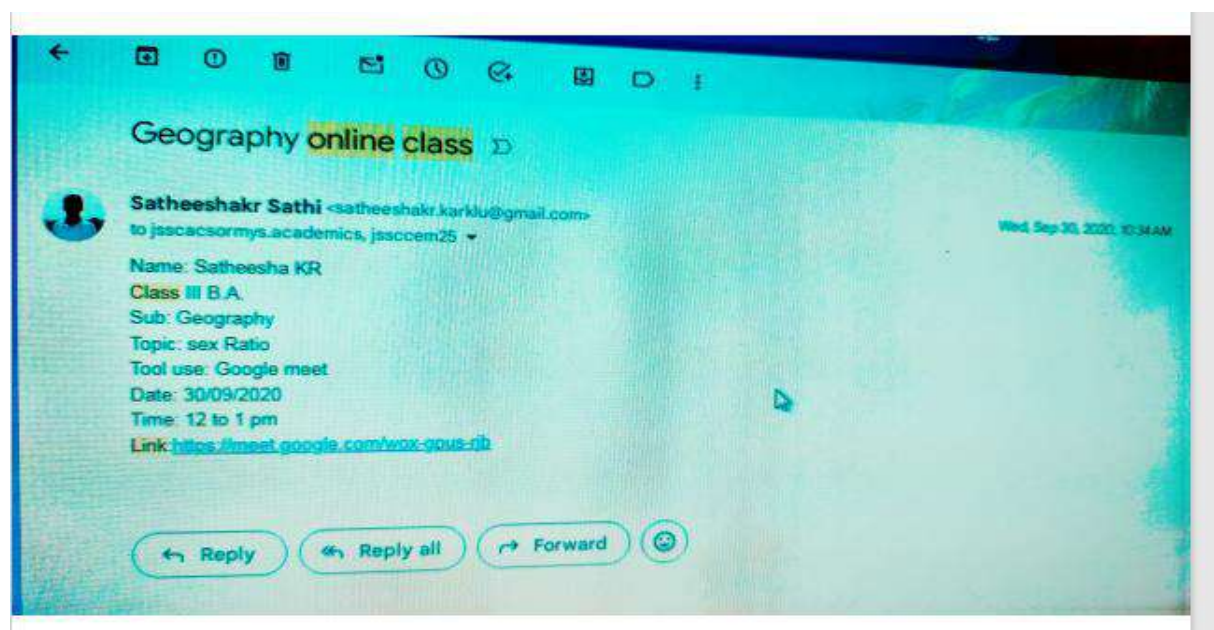 Geography online class
Satheeshakr Sathi <satheeshakr.karklu@gmail.com>
to jsscacsormys.academics, jssccem25
Wed, Sep 30, 2020, 10:34 AM
Name: Satheesha KR
Class III B.A.
Sub: Geography
Topic: sex Ratio
Tool use: Google meet
Date: 30/09/2020
Time: 12 to 1 pm
Link:https://meet.google.com/wox-gpus-rjb
Reply
Reply all
Forward